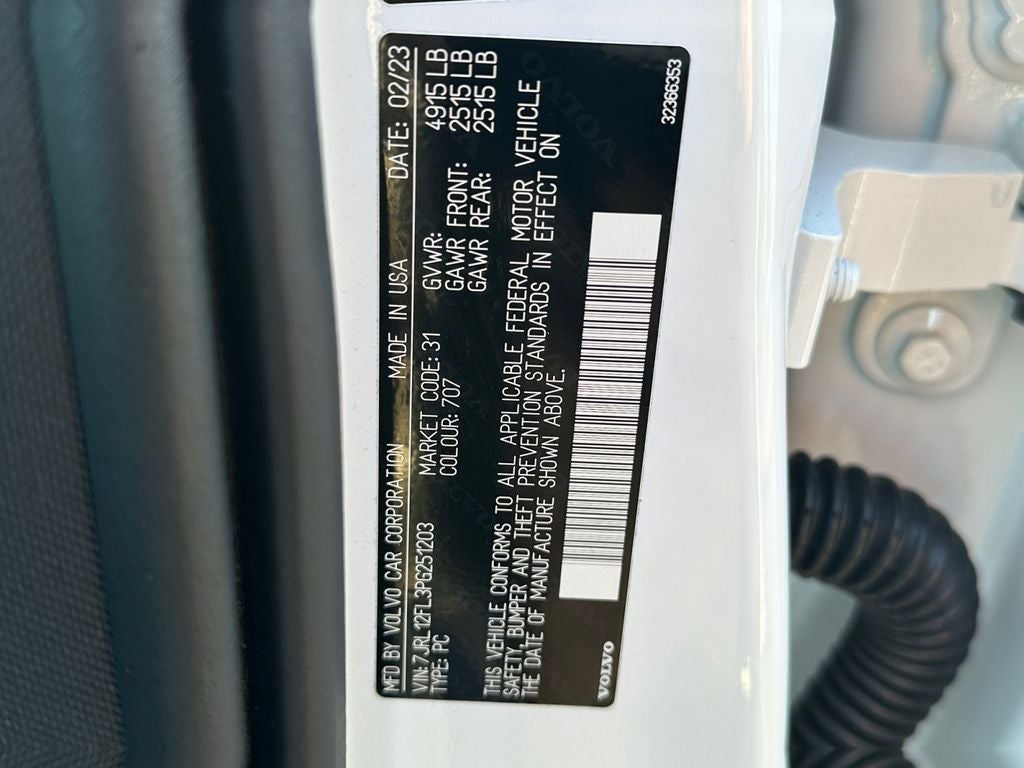 MFD BY VOLVO CAR CORPORATION MADE IN USA DATE: 02/23
VIN: 7JRL12FL3PG251203
TYPE: PC
MARKET CODE: 31
COLOUR: 707
GVWR: 4915 LB
GAWR FRONT: 2515 LB
GAWR REAR: 2515 LB
THIS VEHICLE CONFORMS TO ALL APPLICABLE FEDERAL MOTOR VEHICLE
SAFETY, BUMPER AND THEFT PREVENTION STANDARDS IN EFFECT ON
THE DATE OF MANUFACTURE SHOWN ABOVE.
VOLVO
32366353